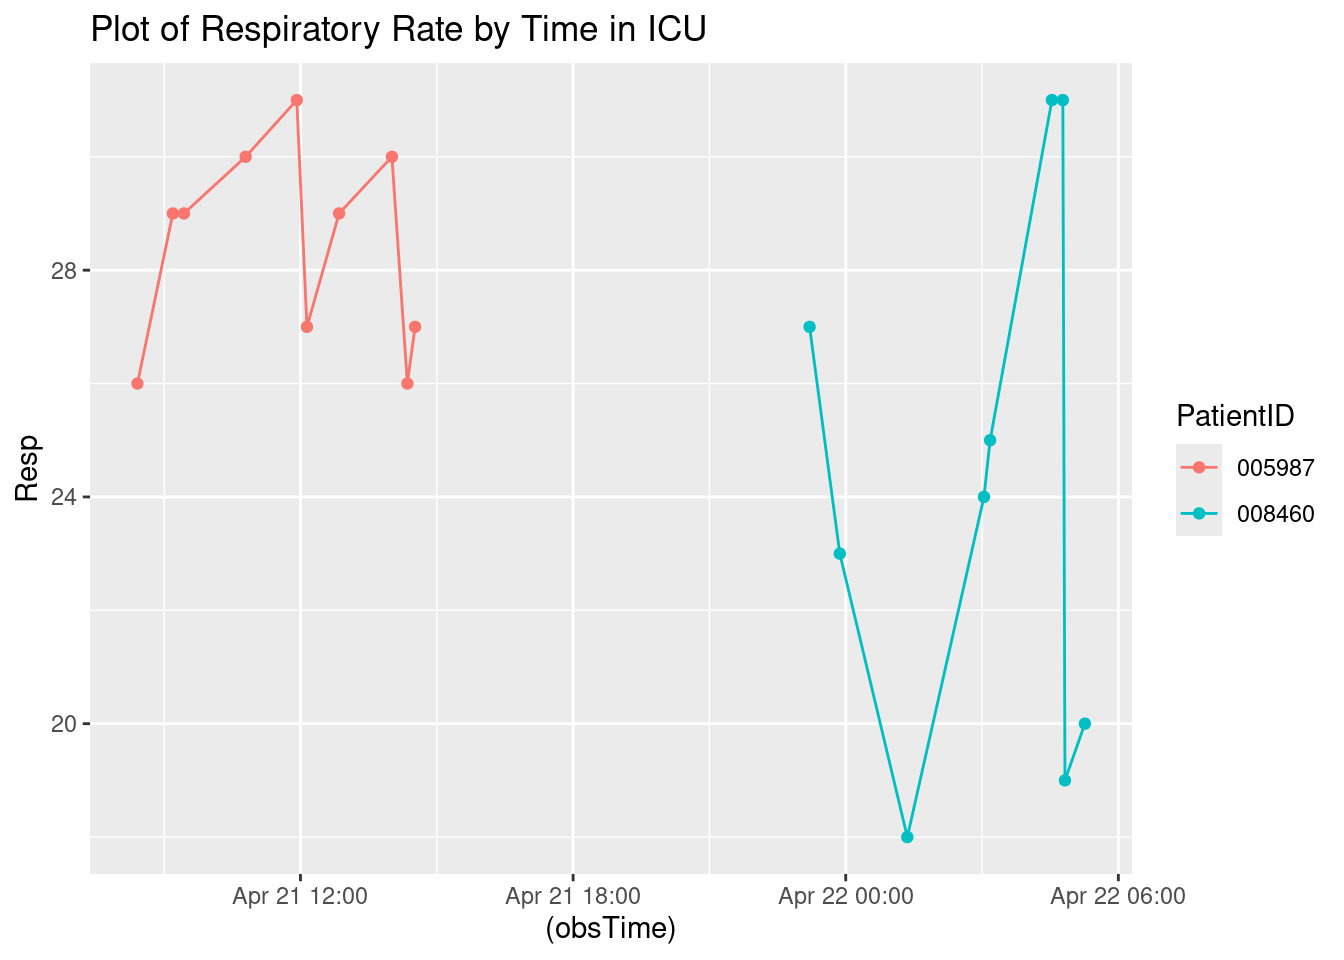 Plot of Respiratory Rate by Time in ICU
28
24
20
Resp
Apr 21 12:00
Apr 21 18:00
Apr 22 00:00
Apr 22 06:00
(obsTime)
PatientID
005987
008460